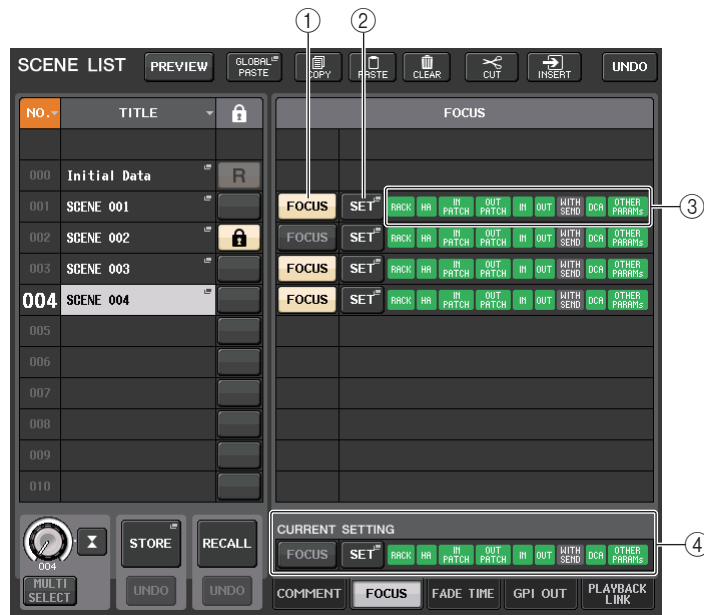 ① ②
SCENE LIST PREVIEW GLOBAL PASTE COPY PASTE CLEAR CUT INSERT UNDO
NO. TITLE FOCUS
000 Initial Data R
001 SCENE 001 FOCUS SET RACK HA IN PATCH OUT PATCH IN OUT WITH SEND DCA OTHER PARAMs ③
002 SCENE 002 FOCUS SET RACK HA IN PATCH OUT PATCH IN OUT WITH SEND DCA OTHER PARAMs
003 SCENE 003 FOCUS SET RACK HA IN PATCH OUT PATCH IN OUT WITH SEND DCA OTHER PARAMs
004 SCENE 004 FOCUS SET RACK HA IN PATCH OUT PATCH IN OUT WITH SEND DCA OTHER PARAMs
005
006
007
008
009
010
CURRENT SETTING
STORE RECALL FOCUS SET RACK HA IN PATCH OUT PATCH IN OUT WITH SEND DCA OTHER PARAMs ④
004
MULTI SELECT UNDO UNDO COMMENT FOCUS FADE TIME GPI OUT PLAYBACK LINK